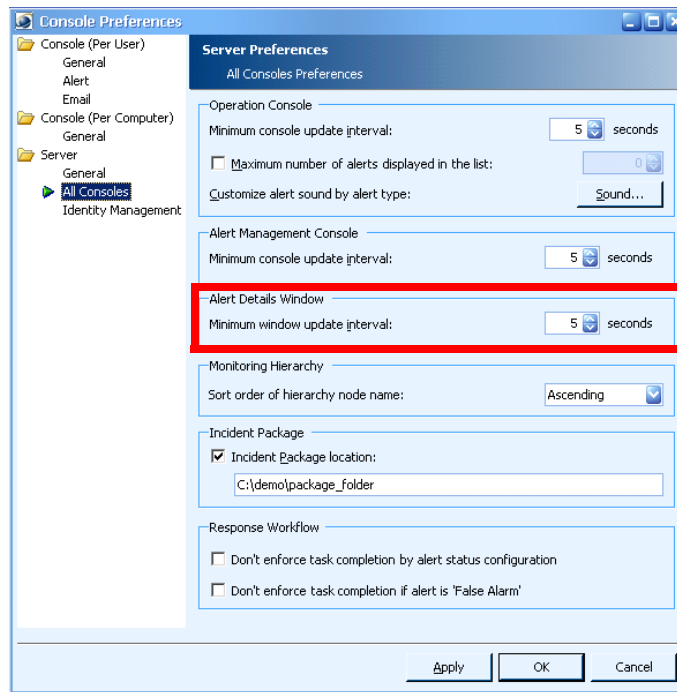 Console Preferences
Console (Per User)
General
Alert
Email
Console (Per Computer)
General
Server
General
All Consoles
Identity Management
Server Preferences
All Consoles Preferences
Operation Console
Minimum console update interval:
5 seconds
Maximum number of alerts displayed in the list:
0
Customize alert sound by alert type:
Sound...
Alert Management Console
Minimum console update interval:
5 seconds
Alert Details Window
Minimum window update interval:
5 seconds
Monitoring Hierarchy
Sort order of hierarchy node name:
Ascending
Incident Package
Incident Package location:
C:\demo\package_folder
Response Workflow
Don't enforce task completion by alert status configuration
Don't enforce task completion if alert is 'False Alarm'
Apply
OK
Cancel